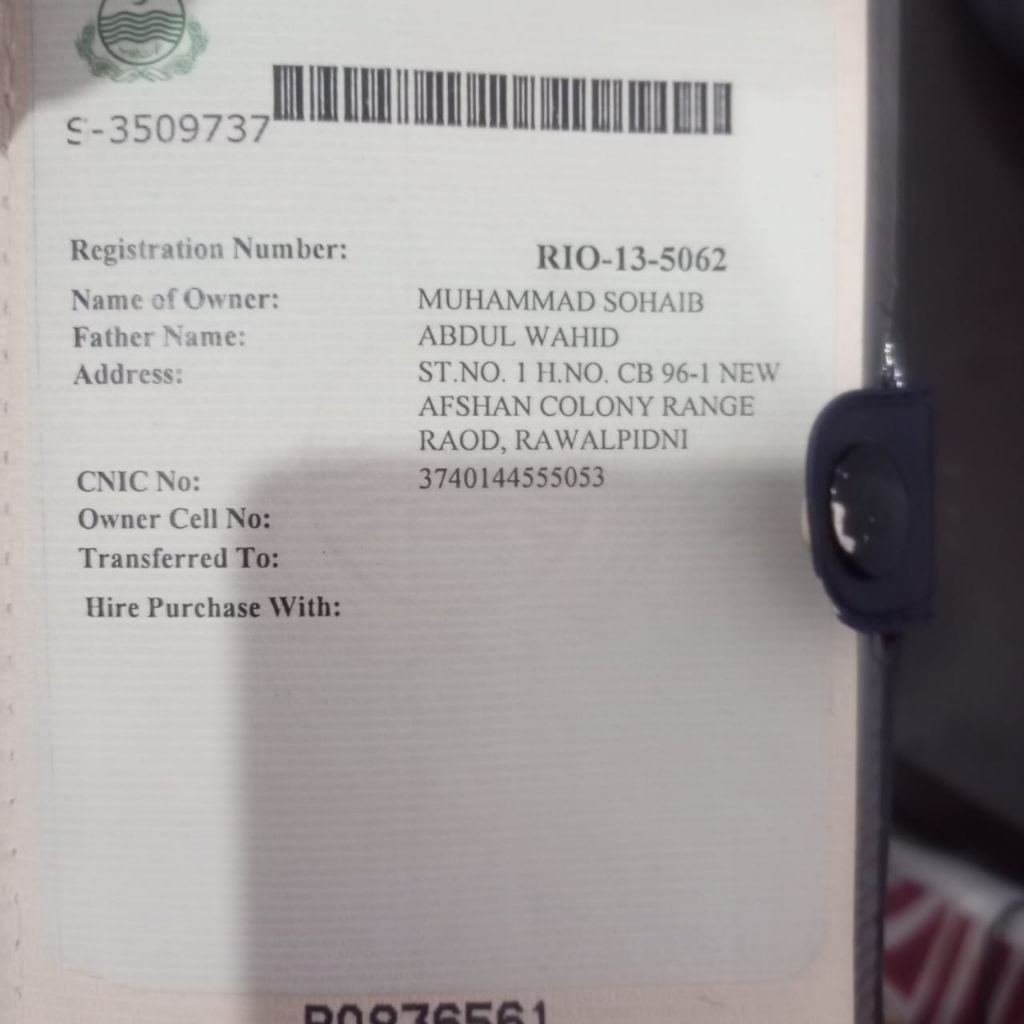 S-3509737
Registration Number: RIO-13-5062
Name of Owner: MUHAMMAD SOHAIB
Father Name: ABDUL WAHID
Address: ST.NO. 1 H.NO. CB 96-1 NEW
AFSHAN COLONY RANGE
RAOD, RAWALPIDNI
CNIC No: 3740144555053
Owner Cell No:
Transferred To:
Hire Purchase With: